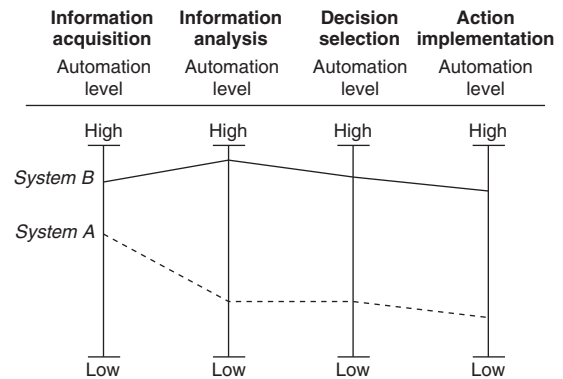 Information acquisition
Automation level
Information analysis
Automation level
Decision selection
Automation level
Action implementation
Automation level
High
High
High
High
System B
System A
Low
Low
Low
Low